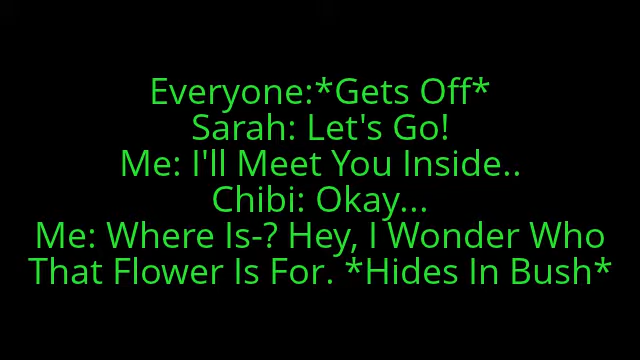 Everyone:*Gets Off*
Sarah: Let's Go!
Me: I'll Meet You Inside..
Chibi: Okay...
Me: Where Is-? Hey, I Wonder Who
That Flower Is For. *Hides In Bush*